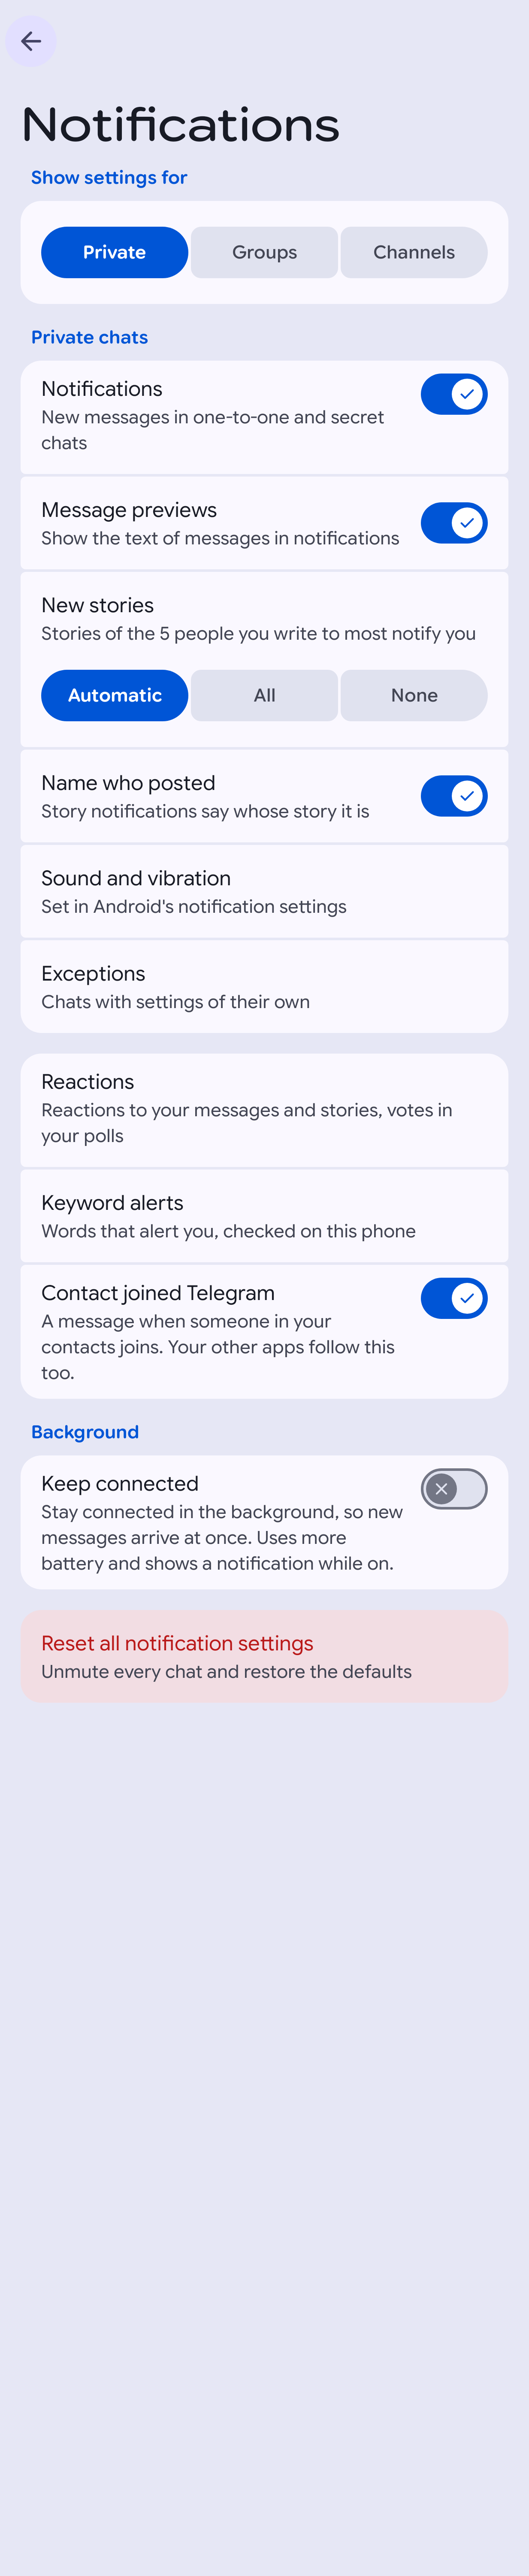 Notifications
Show settings for
Private
Groups
Channels
Private chats
Notifications
New messages in one-to-one and secret
chats
Message previews
Show the text of messages in notifications
New stories
Stories of the 5 people you write to most notify you
Automatic
All
None
Name who posted
Story notifications say whose story it is
Sound and vibration
Set in Android's notification settings
Exceptions
Chats with settings of their own
Reactions
Reactions to your messages and stories, votes in
your polls
Keyword alerts
Words that alert you, checked on this phone
Contact joined Telegram
A message when someone in your
contacts joins. Your other apps follow this
too.
Background
Keep connected
Stay connected in the background, so new
messages arrive at once. Uses more
battery and shows a notification while on.
Reset all notification settings
Unmute every chat and restore the defaults